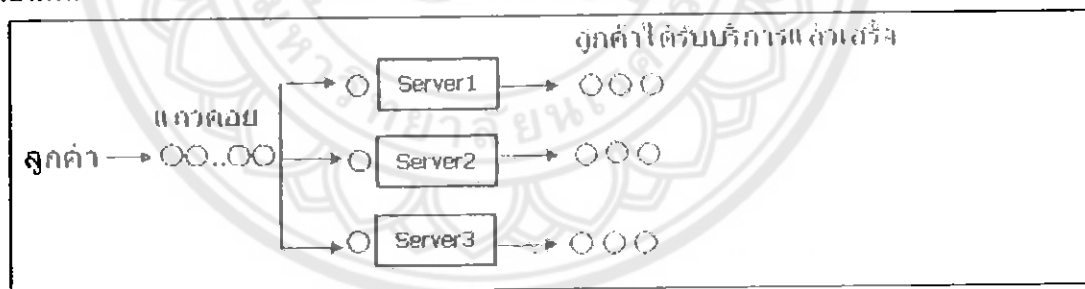 ลูกค้าได้รับบริการแล้วเสร็จ
Server1
แถวคอย
ลูกค้า
Server2
Server3